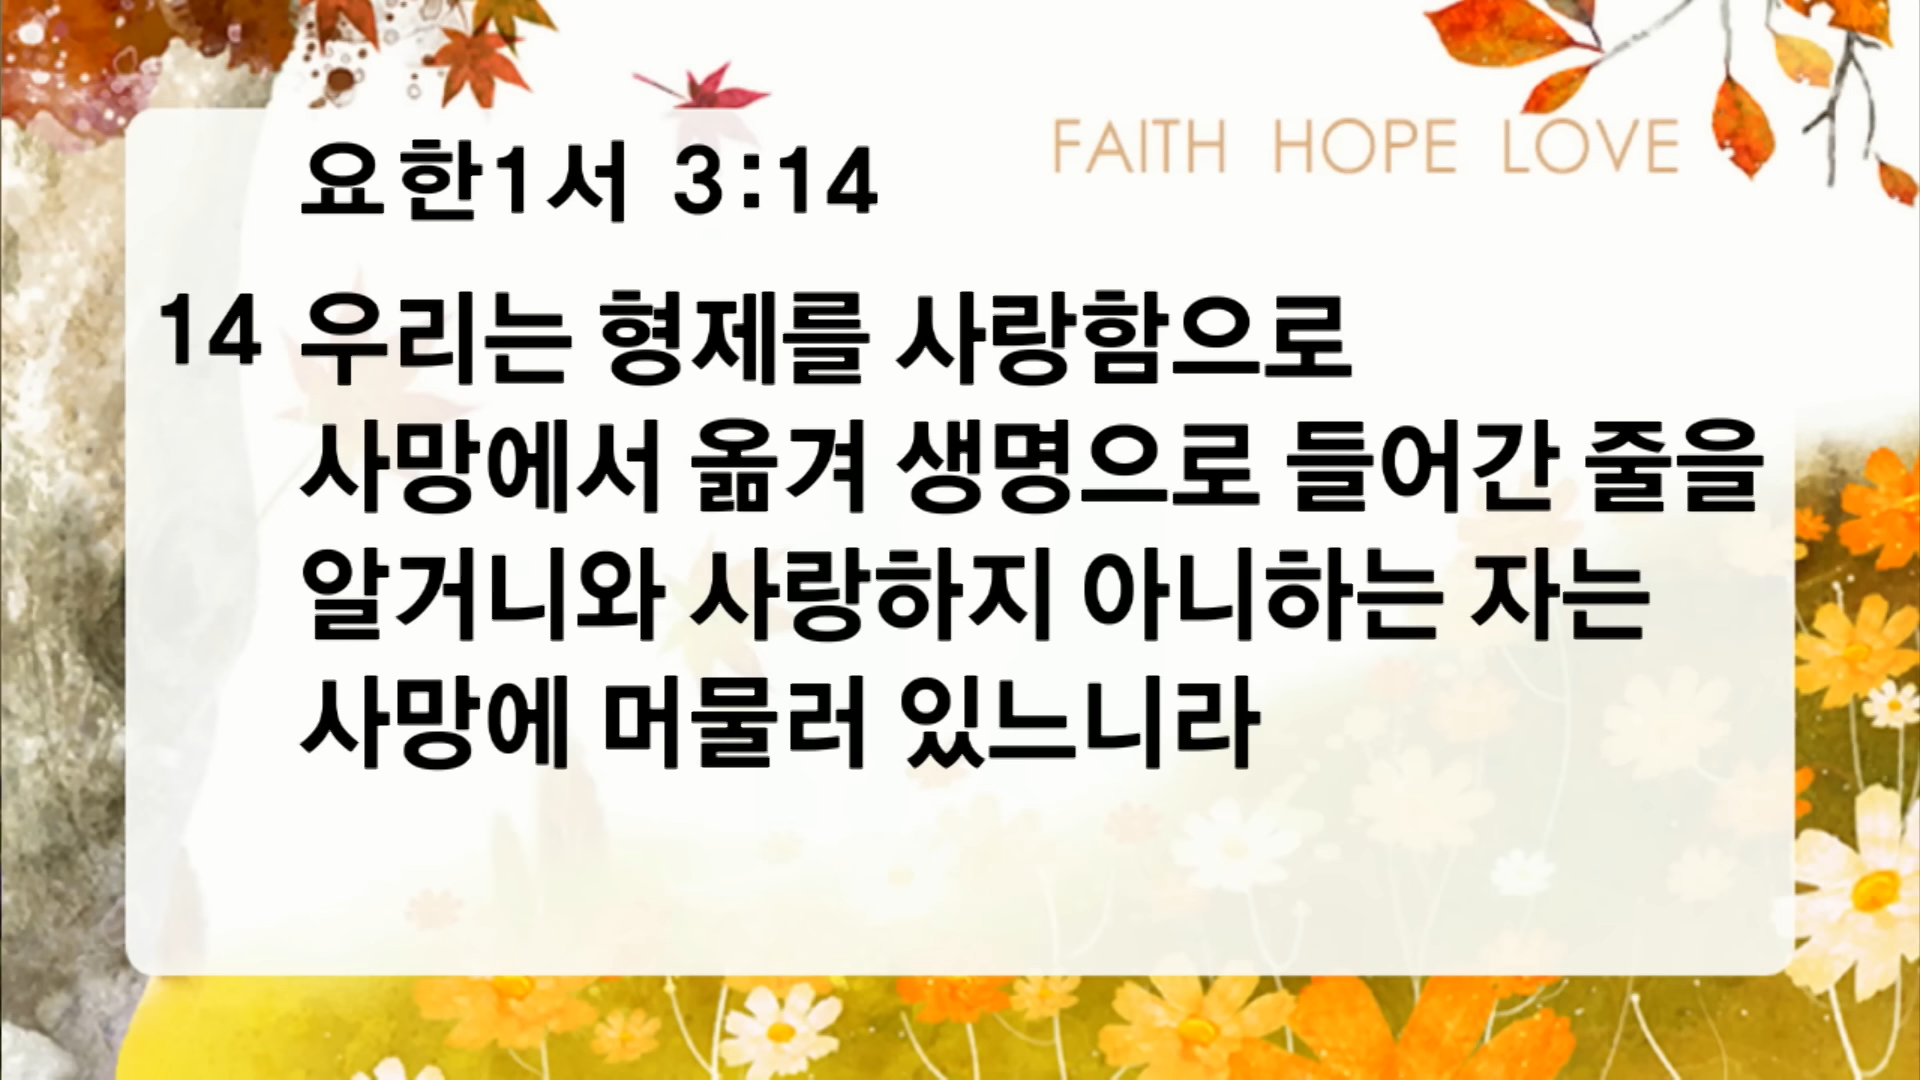 FAITH HOPE LOVE
요한1서 3:14
14 우리는 형제를 사랑함으로
사망에서 옮겨 생명으로 들어간 줄을
알거니와 사랑하지 아니하는 자는
사망에 머물러 있느니라